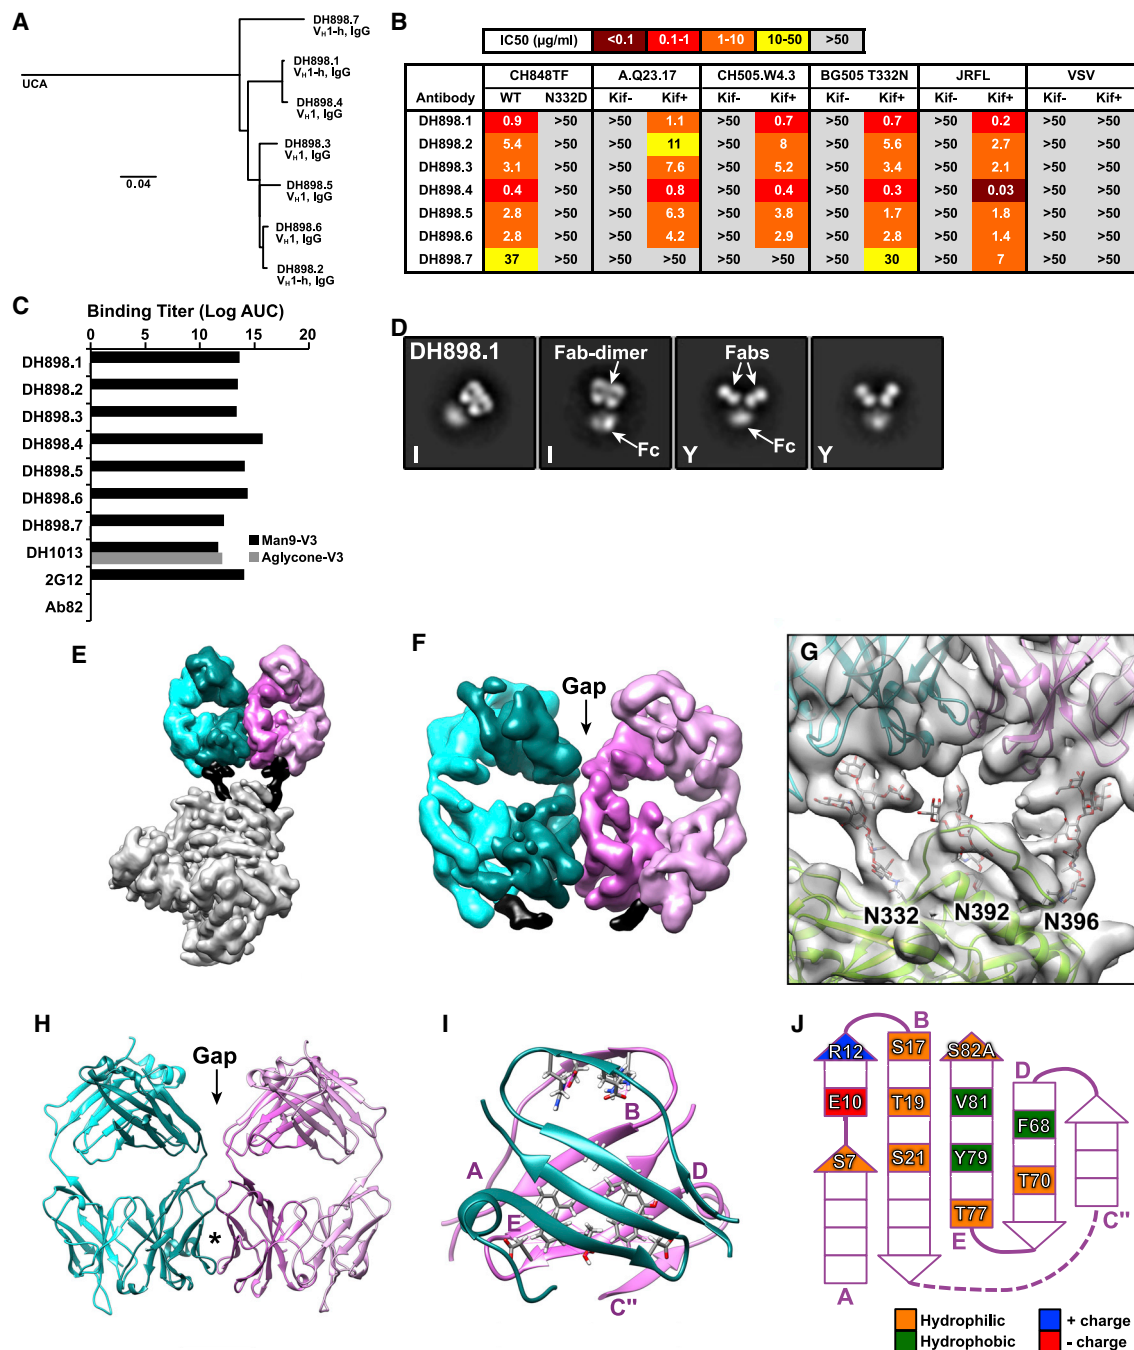 A
DH898.7
VH1-h, IgG
DH898.1
VH1-h, IgG
DH898.4
VH1, IgG
UCA
DH898.3
VH1, IgG
0.04
DH898.5
VH1, IgG
DH898.6
VH1, IgG
DH898.2
VH1-h, IgG
B
IC50 (μg/ml) <0.1 0.1-1 1-10 10-50 >50
CH848TF A.Q23.17 CH505.W4.3 BG505 T332N JRFL VSV
Antibody WT N332D Kif- Kif+ Kif- Kif+ Kif- Kif+ Kif- Kif+ Kif- Kif+
DH898.1 0.9 >50 >50 1.1 >50 0.7 >50 0.7 >50 0.2 >50 >50
DH898.2 5.4 >50 >50 11 >50 8 >50 5.6 >50 2.7 >50 >50
DH898.3 3.1 >50 >50 7.6 >50 5.2 >50 3.4 >50 2.1 >50 >50
DH898.4 0.4 >50 >50 0.8 >50 0.4 >50 0.3 >50 0.03 >50 >50
DH898.5 2.8 >50 >50 6.3 >50 3.8 >50 1.7 >50 1.8 >50 >50
DH898.6 2.8 >50 >50 4.2 >50 2.9 >50 2.8 >50 1.4 >50 >50
DH898.7 37 >50 >50 >50 >50 >50 >50 30 >50 7 >50 >50
C
Binding Titer (Log AUC)
0 5 10 15 20
DH898.1
DH898.2
DH898.3
DH898.4
DH898.5
DH898.6
DH898.7
DH1013
2G12
Ab82
Man9-V3
Aglycone-V3
D
DH898.1
Fab-dimer
Fabs
Fc
Fc
I
I
Y
Y
E
F
Gap
G
N332
N392
N396
H
Gap
*
I
B
A
D
E
C"
J
B
R12
S17
S82A
D
E10
T19
V81
F68
S7
S21
Y79
T70
T77
E
C"
A
Hydrophilic
+ charge
Hydrophobic
- charge